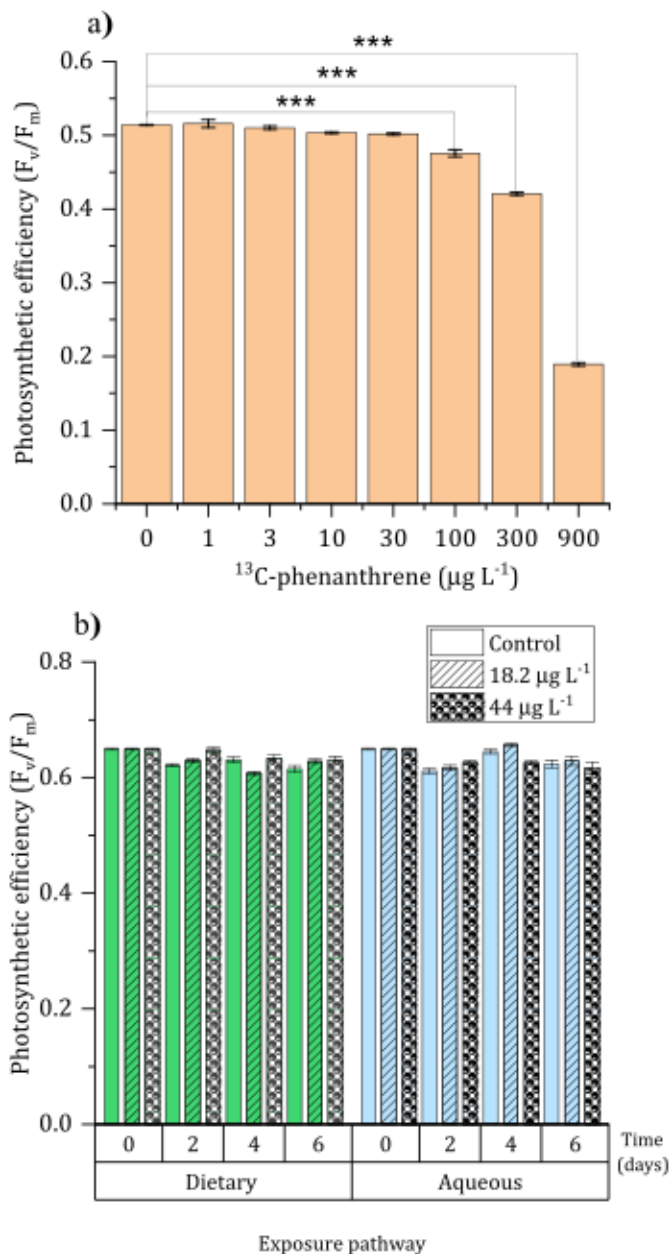 a)
***
***
***
0.6
0.5
0.4
0.3
0.2
0.1
0.0
Photosynthetic efficiency (Fv/Fm)
0 1 3 10 30 100 300 900
¹³C-phenanthrene (µg L⁻¹)
b)
Control
18.2 µg L⁻¹
44 µg L⁻¹
0.8
0.6
0.4
0.2
0.0
Photosynthetic efficiency (Fv/Fm)
0 2 4 6 0 2 4 6 Time
(days)
Dietary Aqueous
Exposure pathway